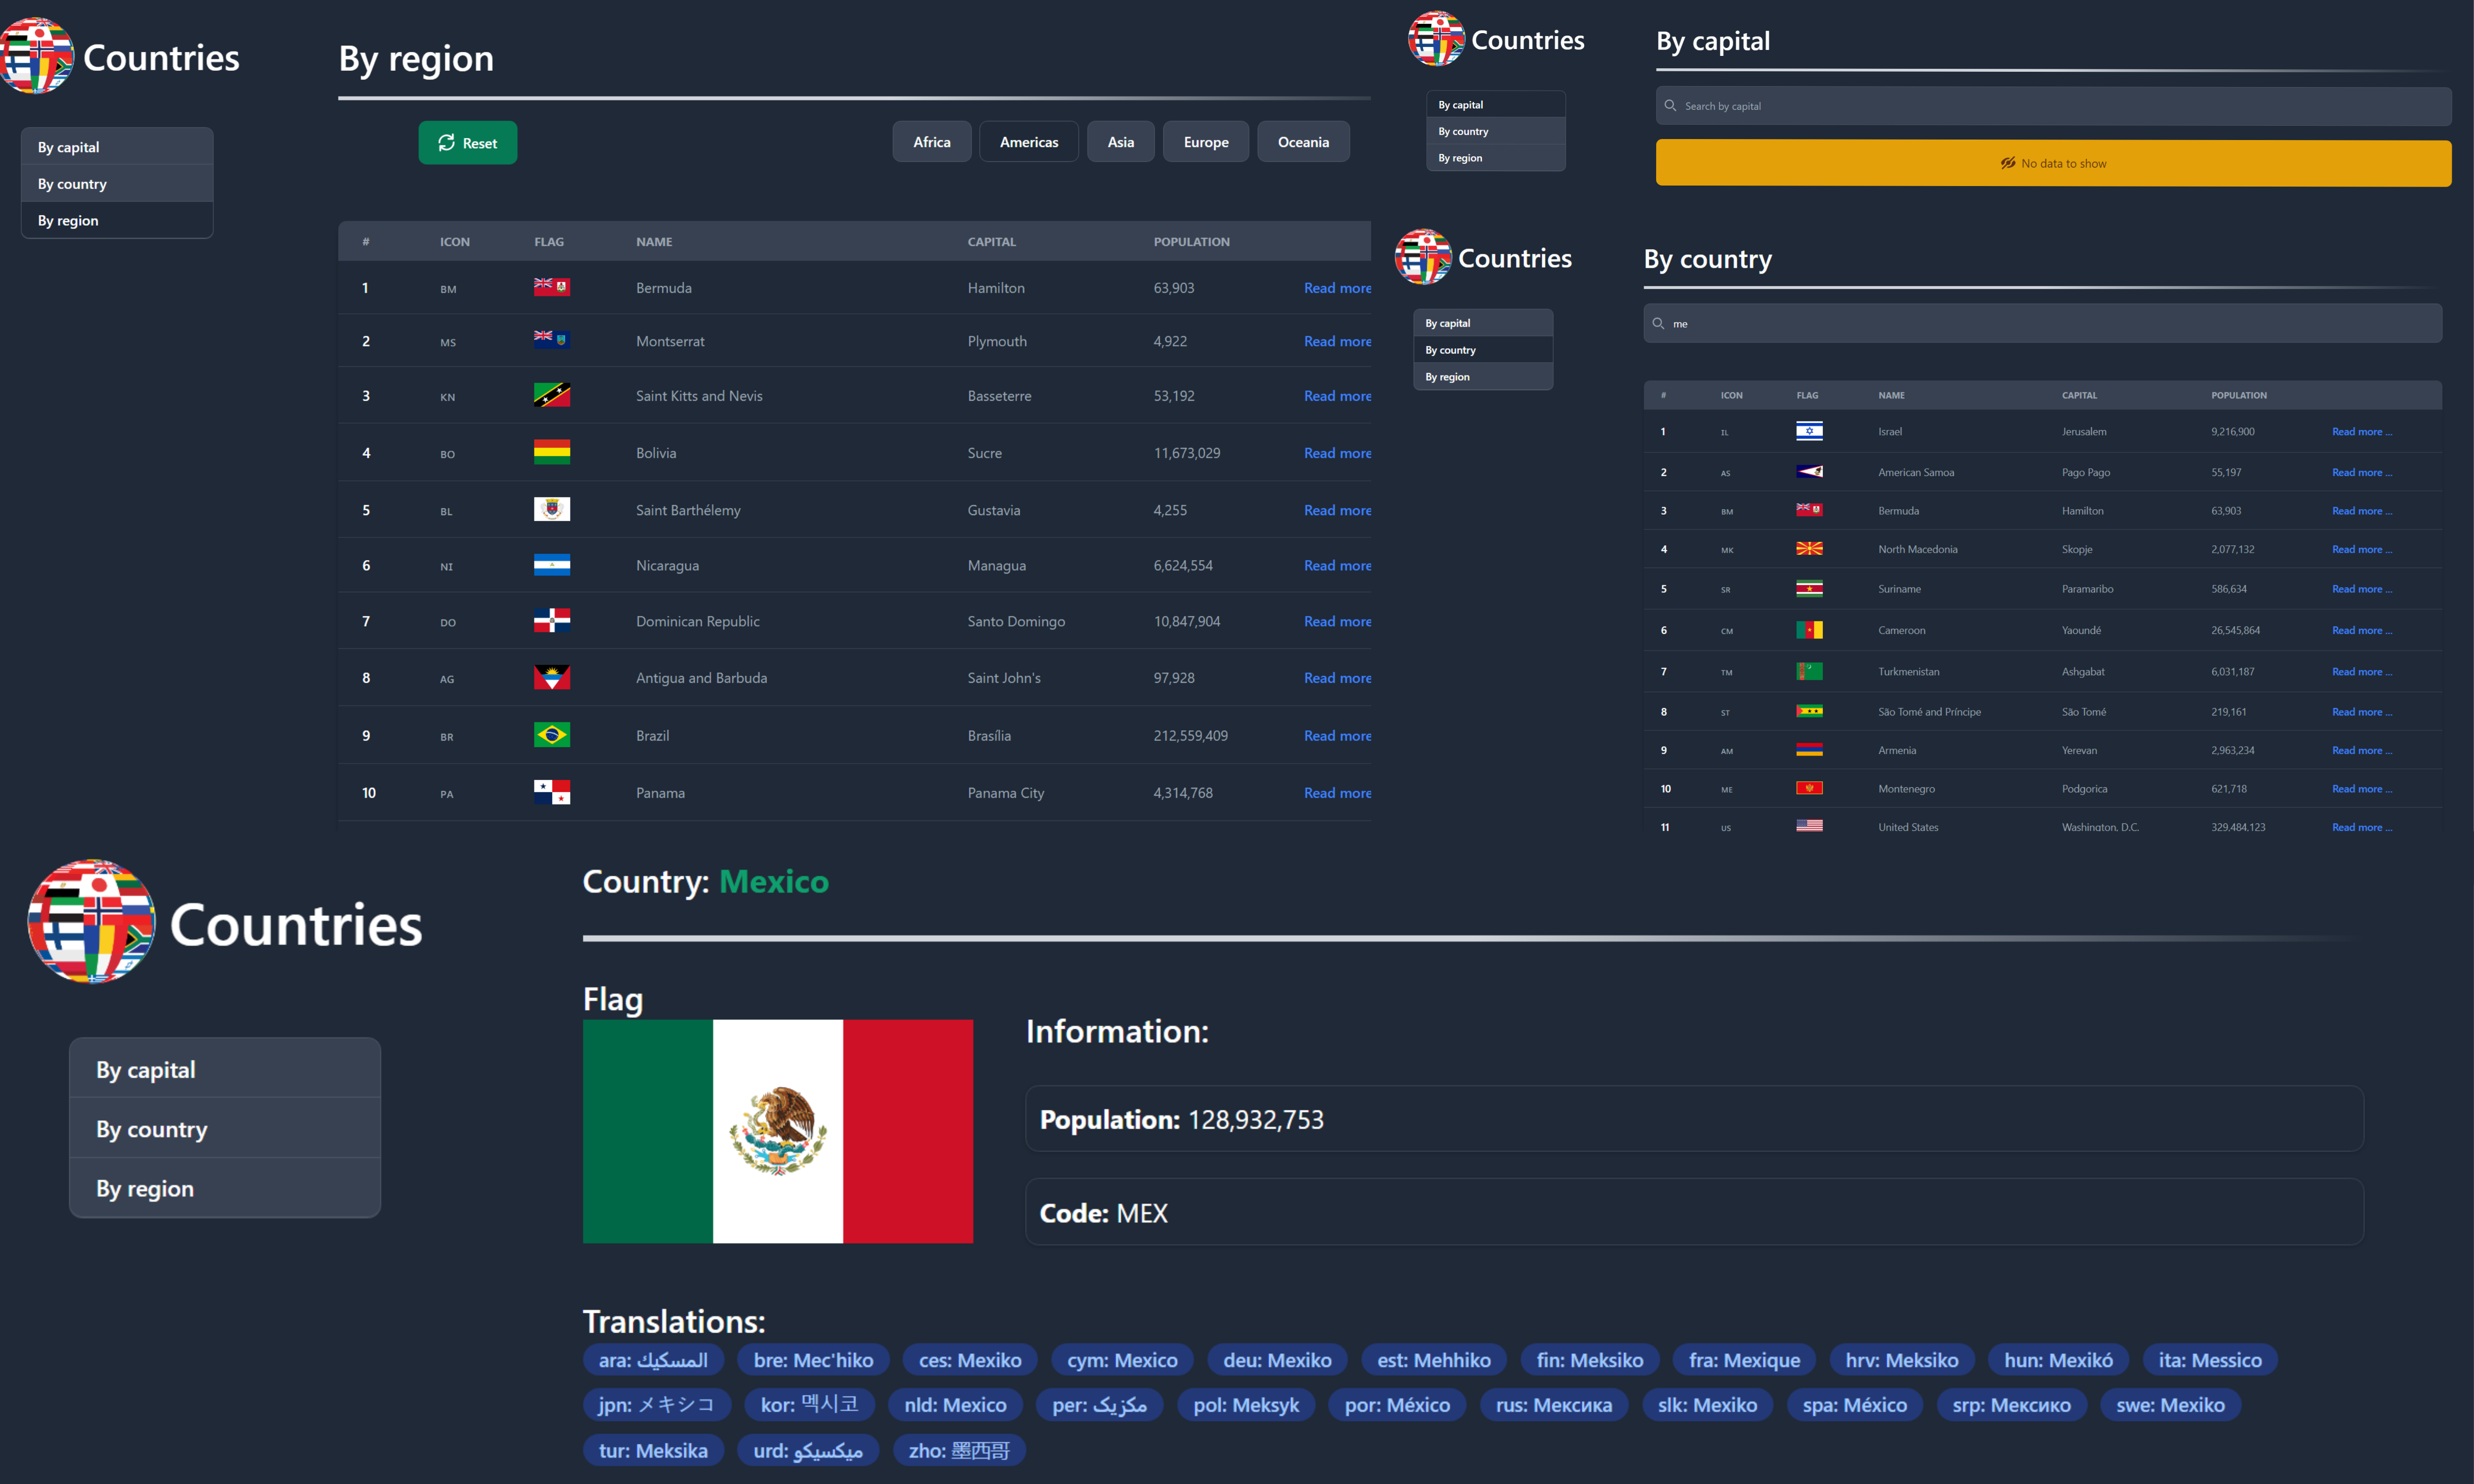 Countries
By capital
By country
By region
By region
Reset
Africa Americas Asia Europe Oceania
# ICON FLAG NAME CAPITAL POPULATION
1 BM Bermuda Hamilton 63,903 Read more
2 MS Montserrat Plymouth 4,922 Read more
3 KN Saint Kitts and Nevis Basseterre 53,192 Read more
4 BO Bolivia Sucre 11,673,029 Read more
5 BL Saint Barthélemy Gustavia 4,255 Read more
6 NI Nicaragua Managua 6,624,554 Read more
7 DO Dominican Republic Santo Domingo 10,847,904 Read more
8 AG Antigua and Barbuda Saint John's 97,928 Read more
9 BR Brazil Brasília 212,559,409 Read more
10 PA Panama Panama City 4,314,768 Read more
Countries
By capital
By country
By region
By capital
Search by capital
No data to show
Countries
By capital
By country
By region
By country
me
# ICON FLAG NAME CAPITAL POPULATION
1 IL Israel Jerusalem 9,216,900 Read more ...
2 AS American Samoa Pago Pago 55,197 Read more ...
3 BM Bermuda Hamilton 63,903 Read more ...
4 MK North Macedonia Skopje 2,077,132 Read more ...
5 SR Suriname Paramaribo 586,634 Read more ...
6 CM Cameroon Yaoundé 26,545,864 Read more ...
7 TM Turkmenistan Ashgabat 6,031,187 Read more ...
8 ST São Tomé and Príncipe São Tomé 219,161 Read more ...
9 AM Armenia Yerevan 2,963,234 Read more ...
10 ME Montenegro Podgorica 621,718 Read more ...
11 US United States Washington, D.C. 329,484,123 Read more ...
Countries
By capital
By country
By region
Country: Mexico
Flag
Information:
Population: 128,932,753
Code: MEX
Translations:
ara: المسكيك bre: Mec'hiko ces: Mexiko cym: Mexico deu: Mexiko est: Mehhiko fin: Meksiko fra: Mexique hrv: Meksiko hun: Mexikó ita: Messico
jpn: メキシコ kor: 멕시코 nld: Mexico per: مکزیک pol: Meksyk por: México rus: Мексика slk: Mexiko spa: México srp: Мексико swe: Mexiko
tur: Meksika urd: میکسیکو zho: 墨西哥